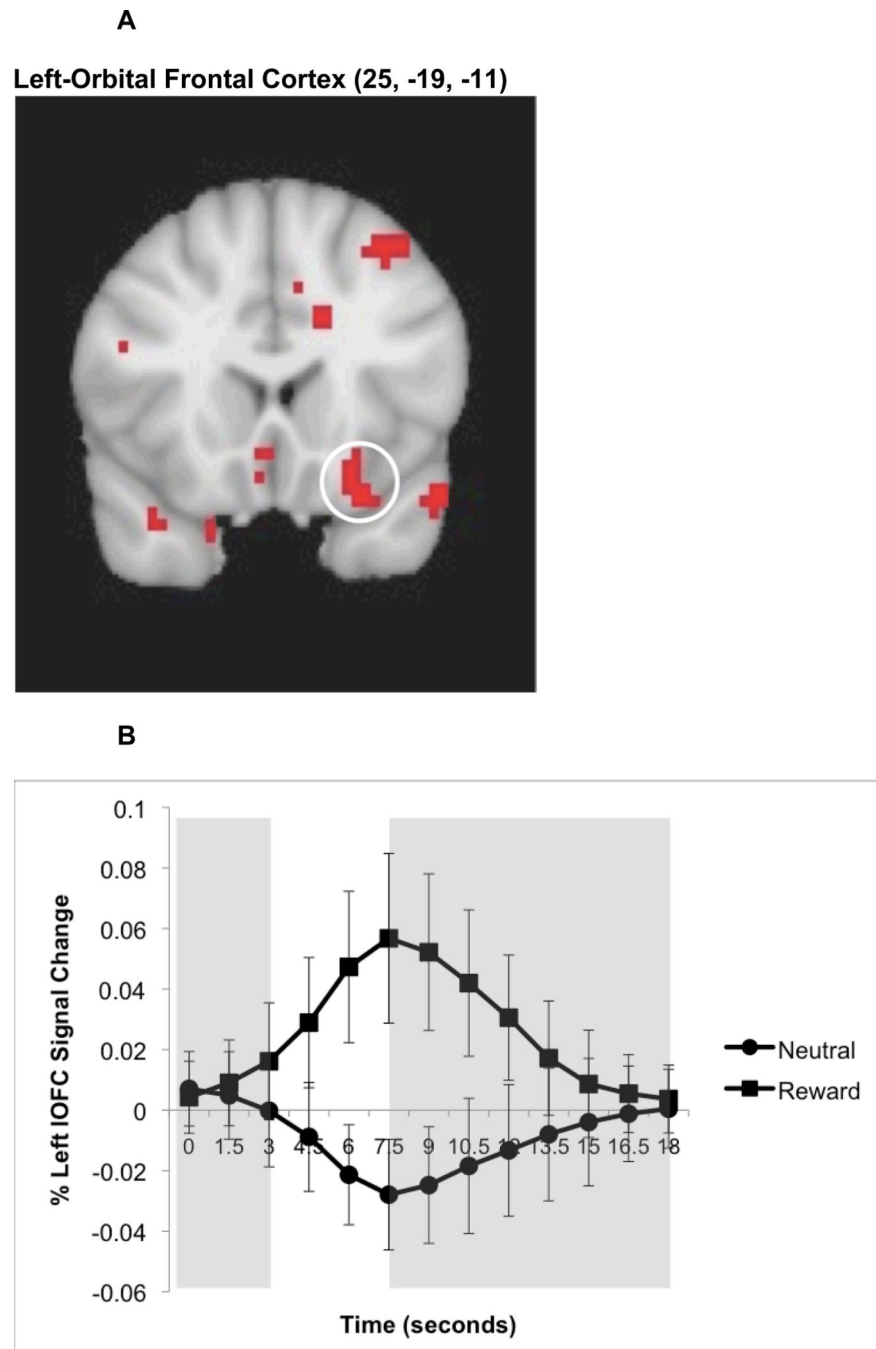 A
Left-Orbital Frontal Cortex (25, -19, -11)
B
0.1
0.08
0.06
0.04
0.02
0
-0.02
-0.04
-0.06
% Left lOFC Signal Change
0 1.5 3 4.5 6 7.5 9 10.5 12 13.5 15 16.5 18
Time (seconds)
Neutral
Reward